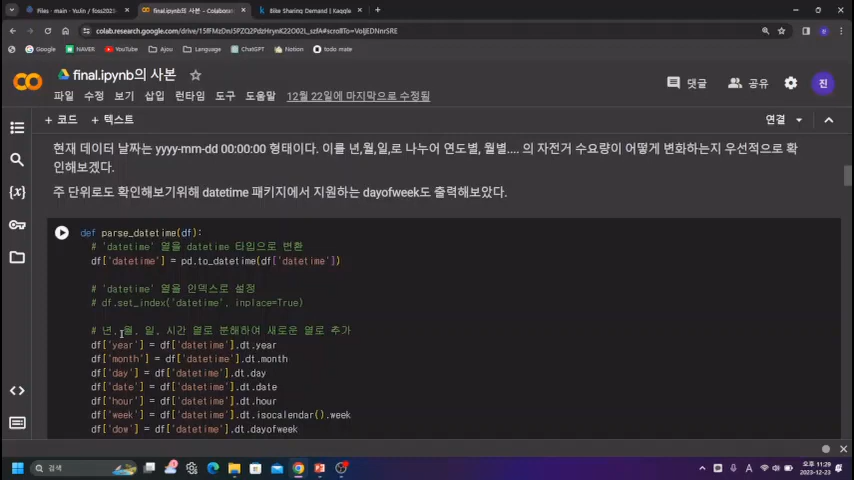 Files · main · YuJin / foss2023
final.ipynb의 사본 - Colaborat
Bike Sharing Demand | Kaggle
colab.research.google.com/drive/
Google
NAVER
YouTube
Ajou
Language
ChatGPT
Notion
todo mate
final.ipynb의 사본
댓글
공유
진
파일 수정 보기 삽입 런타임 도구 도움말 12월 22일에 마지막으로 수정됨
+ 코드 + 텍스트
연결
현재 데이터 날짜는 yyyy-mm-dd 00:00:00 형태이다. 이를 년,월,일,로 나누어 연도별, 월별.... 의 자전거 수요량이 어떻게 변화하는지 우선적으로 확
인해보겠다.
주 단위로도 확인해보기위해 datetime 패키지에서 지원하는 dayofweek도 출력해보았다.
def parse_datetime(df):
# 'datetime' 열을 datetime 타입으로 변환
df['datetime'] = pd.to_datetime(df['datetime'])
# 'datetime' 열을 인덱스로 설정
# df.set_index('datetime', inplace=True)
# 년, 월, 일, 시간 열로 분해하여 새로운 열로 추가
df['year'] = df['datetime'].dt.year
df['month'] = df['datetime'].dt.month
df['day'] = df['datetime'].dt.day
df['date'] = df['datetime'].dt.date
df['hour'] = df['datetime'].dt.hour
df['week'] = df['datetime'].dt.isocalendar().week
df['dow'] = df['datetime'].dt.dayofweek
{x}
검색
A
오후 11:29
2023-12-23